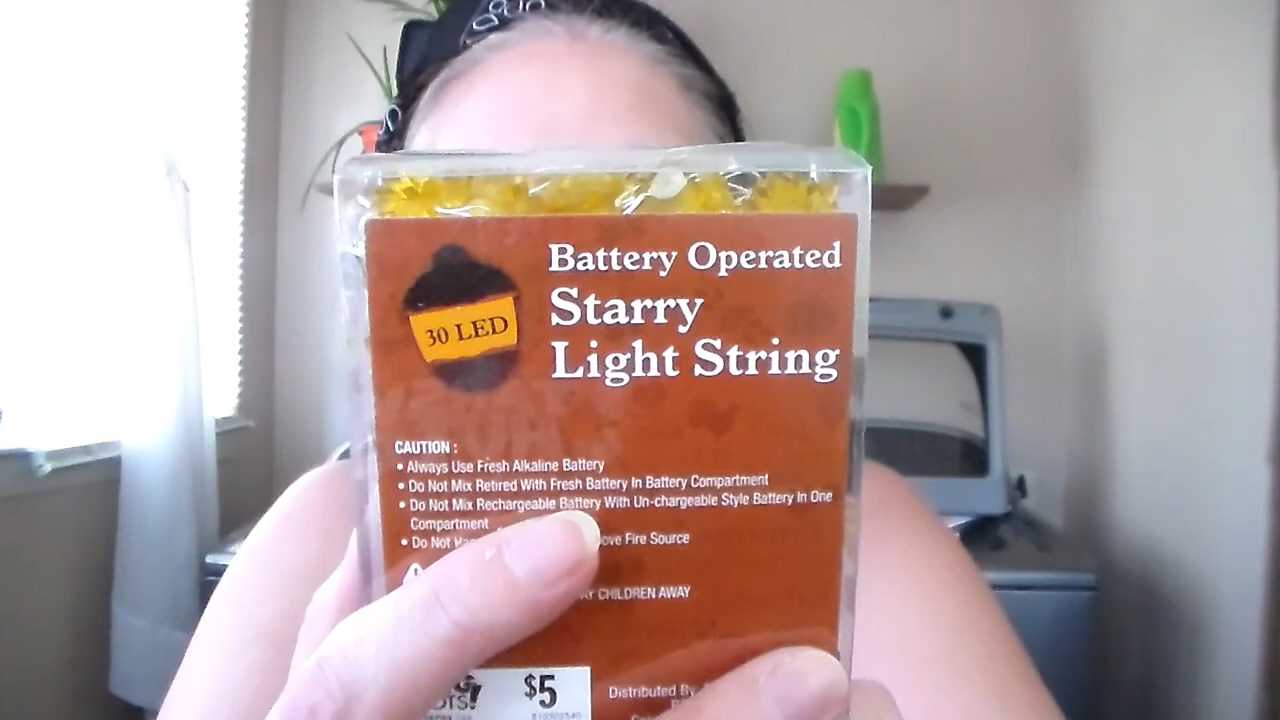 30 LED
Battery Operated
Starry
Light String
CAUTION :
• Always Use Fresh Alkaline Battery
• Do Not Mix Retired With Fresh Battery In Battery Compartment
• Do Not Mix Rechargeable Battery With Un-chargeable Style Battery In One
Compartment
• Do Not Fire Source
CHILDREN AWAY
$5
Distributed By